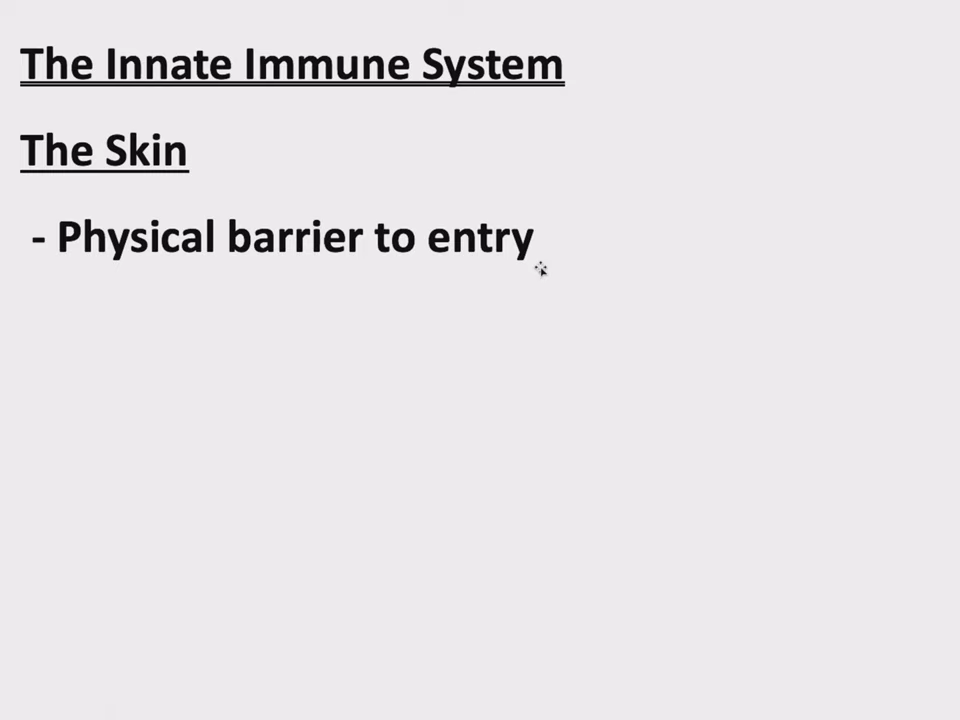 The Innate Immune System
The Skin
- Physical barrier to entry